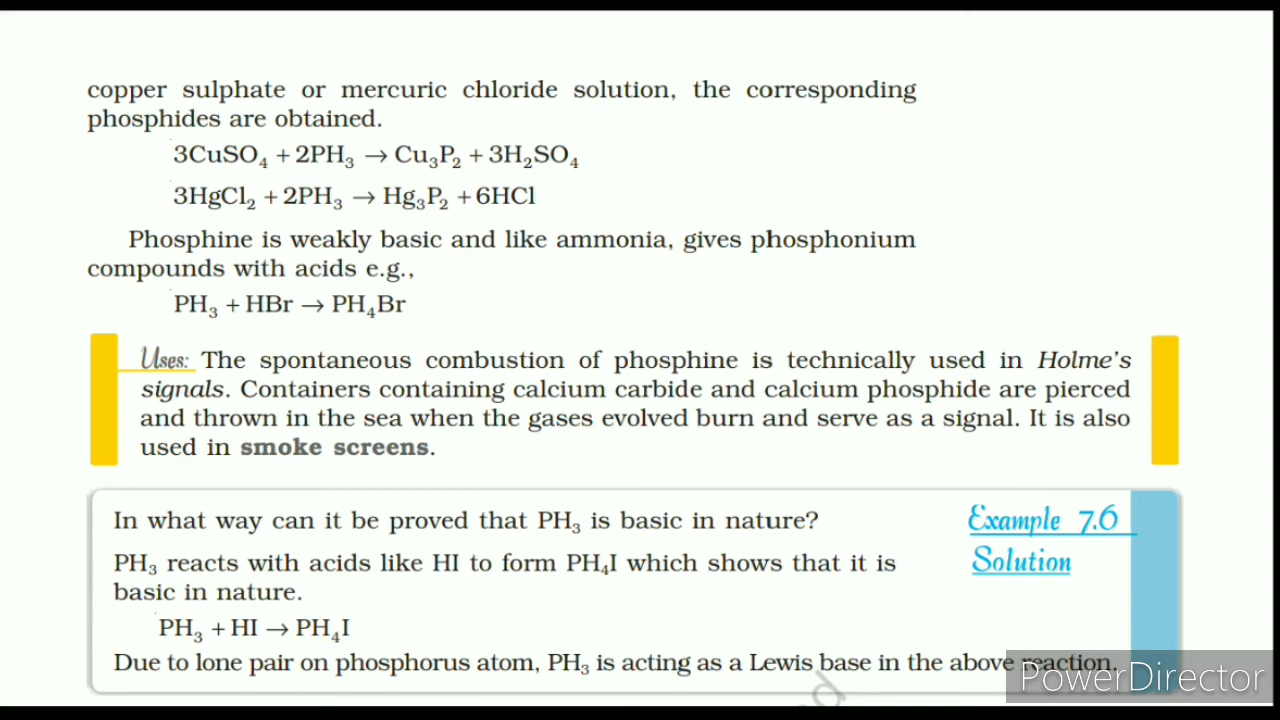 copper sulphate or mercuric chloride solution, the corresponding
phosphides are obtained.
3CuSO₄ + 2PH₃ → Cu₃P₂ + 3H₂SO₄
3HgCl₂ + 2PH₃ → Hg₃P₂ + 6HCl
Phosphine is weakly basic and like ammonia, gives phosphonium
compounds with acids e.g.,
PH₃ + HBr → PH₄Br
Uses: The spontaneous combustion of phosphine is technically used in Holme's
signals. Containers containing calcium carbide and calcium phosphide are pierced
and thrown in the sea when the gases evolved burn and serve as a signal. It is also
used in smoke screens.
In what way can it be proved that PH₃ is basic in nature?
Example 7.6
PH₃ reacts with acids like HI to form PH₄I which shows that it is
Solution
basic in nature.
PH₃ + HI → PH₄I
Due to lone pair on phosphorus atom, PH₃ is acting as a Lewis base in the above reaction.
PowerDirector